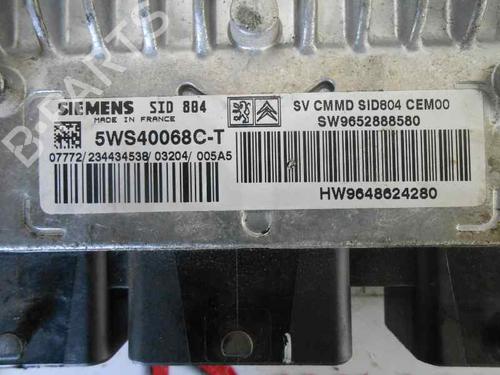 B-PARTS
SIEMENS SID 804
MADE IN FRANCE
5WS40068C-T
07772/234434538/03204/005A5
SV CMMD SID804 CEM00
SW9652888580
HW9648624280